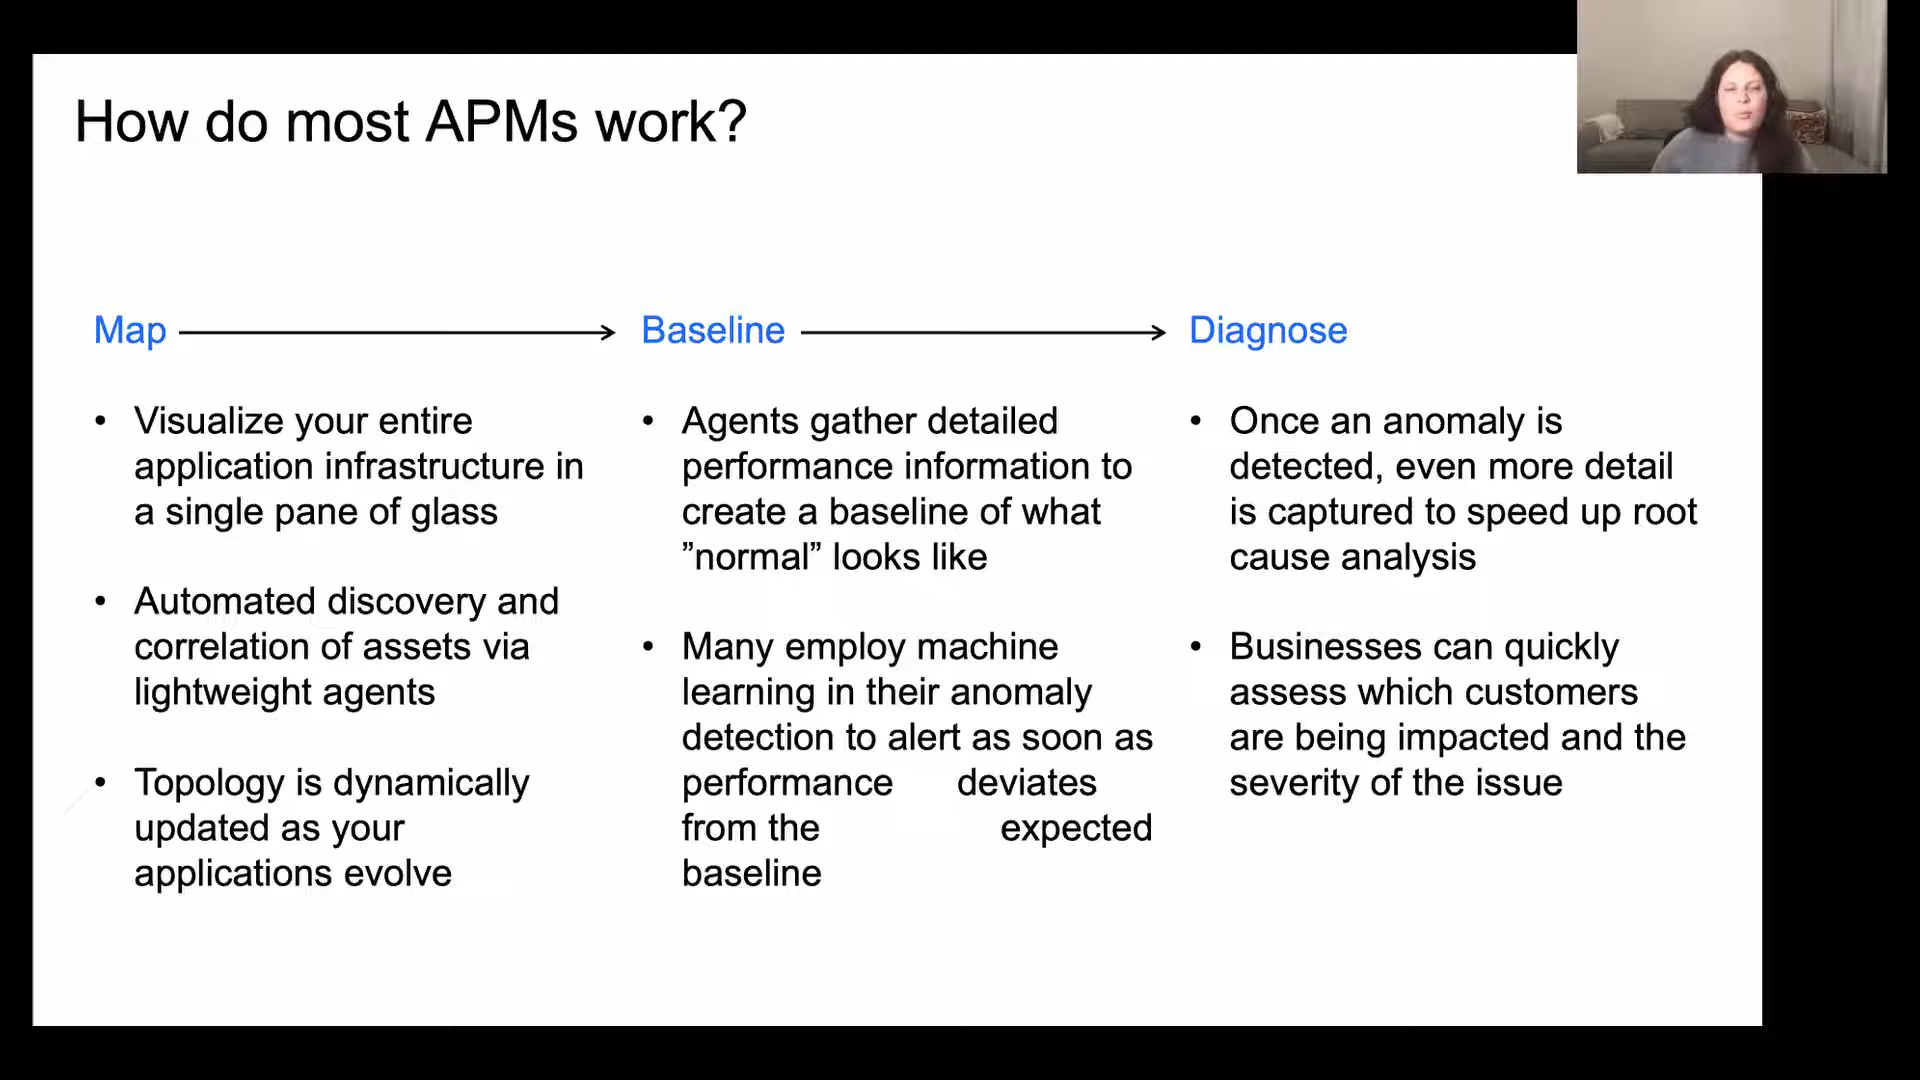 How do most APMs work?
Map
Visualize your entire
application infrastructure in
a single pane of glass
Automated discovery and
correlation of assets via
lightweight agents
Topology is dynamically
updated as your
applications evolve
Baseline
Agents gather detailed
performance information to
create a baseline of what
”normal” looks like
Many employ machine
learning in their anomaly
detection to alert as soon as
performance deviates
from the expected
baseline
Diagnose
Once an anomaly is
detected, even more detail
is captured to speed up root
cause analysis
Businesses can quickly
assess which customers
are being impacted and the
severity of the issue